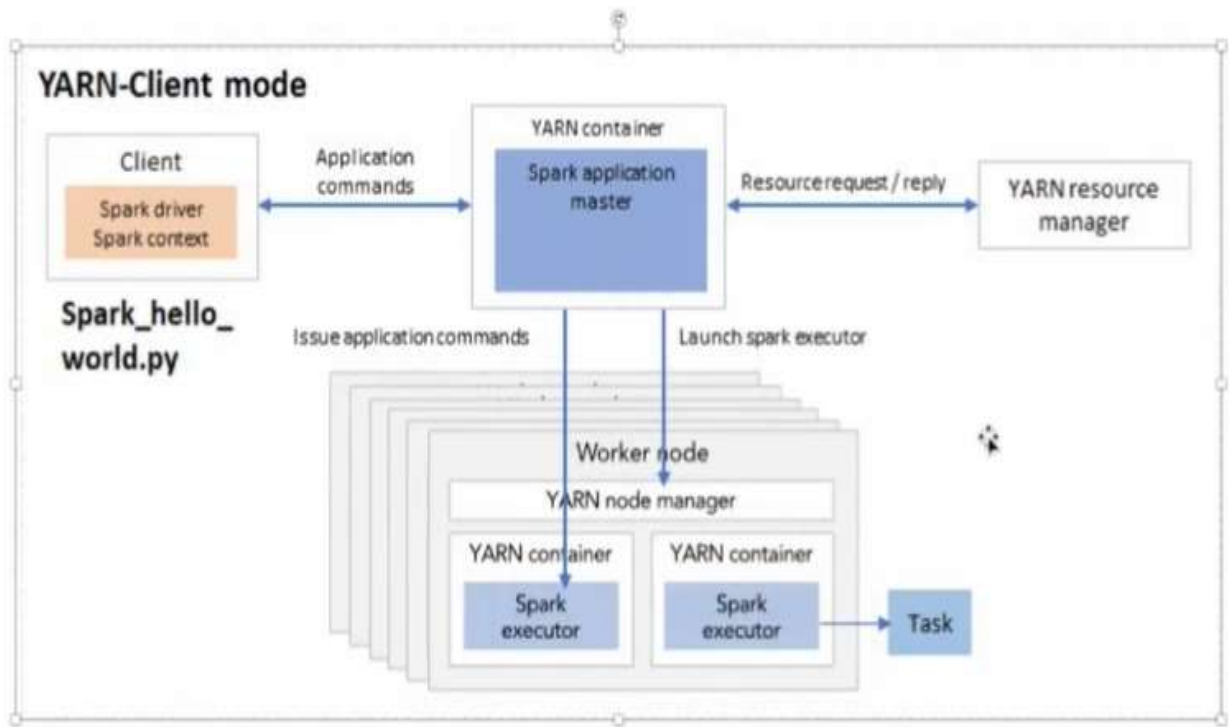 YARN-Client mode
Client
Spark driver
Spark context
Spark_hello_
world.py
Application
commands
YARN container
Spark application
master
Resource request / reply
YARN resource
manager
Issue application commands
Launch spark executor
Worker node
YARN node manager
YARN container
Spark
executor
YARN container
Spark
executor
Task